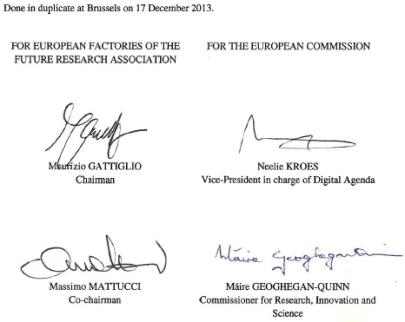 Done in duplicate at Brussels on 17 December 2013.
FOR EUROPEAN FACTORIES OF THE
FUTURE RESEARCH ASSOCIATION
FOR THE EUROPEAN COMMISSION
Maurizio GATTIGLIO
Chairman
Neelie KROES
Vice-President in charge of Digital Agenda
Massimo MATTUCCI
Co-chairman
Máire Geoghegan Quinn
Máire GEOGHEGAN-QUINN
Commissioner for Research, Innovation and
Science